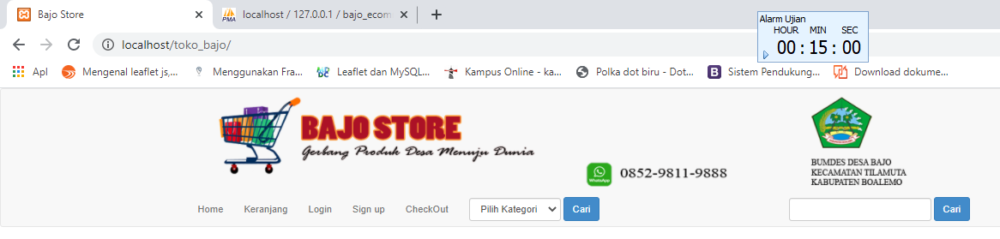 Bajo Store
localhost / 127.0.0.1 / bajo_ecom
Alarm Ujian
HOUR MIN SEC
00 : 15 : 00
localhost/toko_bajo/
Apl
Mengenal leaflet js,...
Menggunakan Fra...
Leaflet dan MySQL...
Kampus Online - ka...
Polka dot biru - Dot...
Sistem Pendukung...
Download dokume...
BAJO STORE
Gerbang Produk Desa Menuju Dunia
WhatsApp
0852-9811-9888
BUMDES DESA BAJO
KECAMATAN TILAMUTA
KABUPATEN BOALEMO
Home Keranjang Login Sign up CheckOut Pilih Kategori Cari Cari